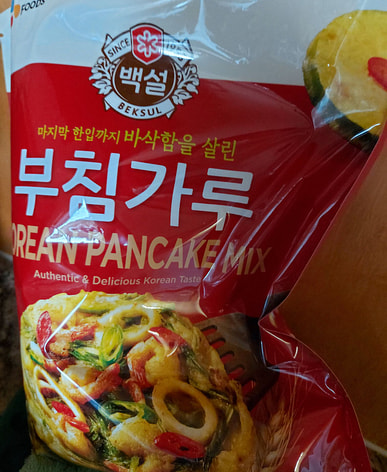 FOODS
SINCE
백설
BEKSUL
마지막 한입까지 바삭함을 살린
부침가루
OREAN PANCAKE MIX
Authentic & Delicious Korean Taste